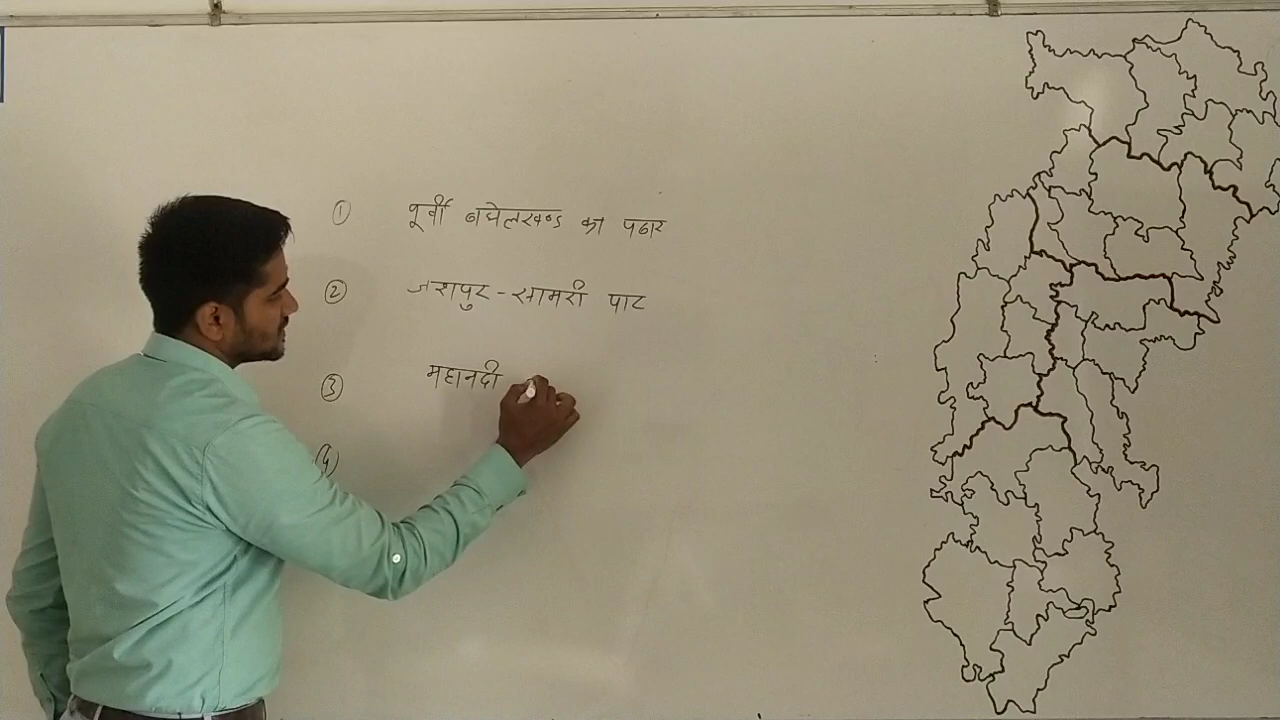 ① पूर्वी बघेलखण्ड का पठार
② जशपुर - सामरी पाट
③ महानदी
④